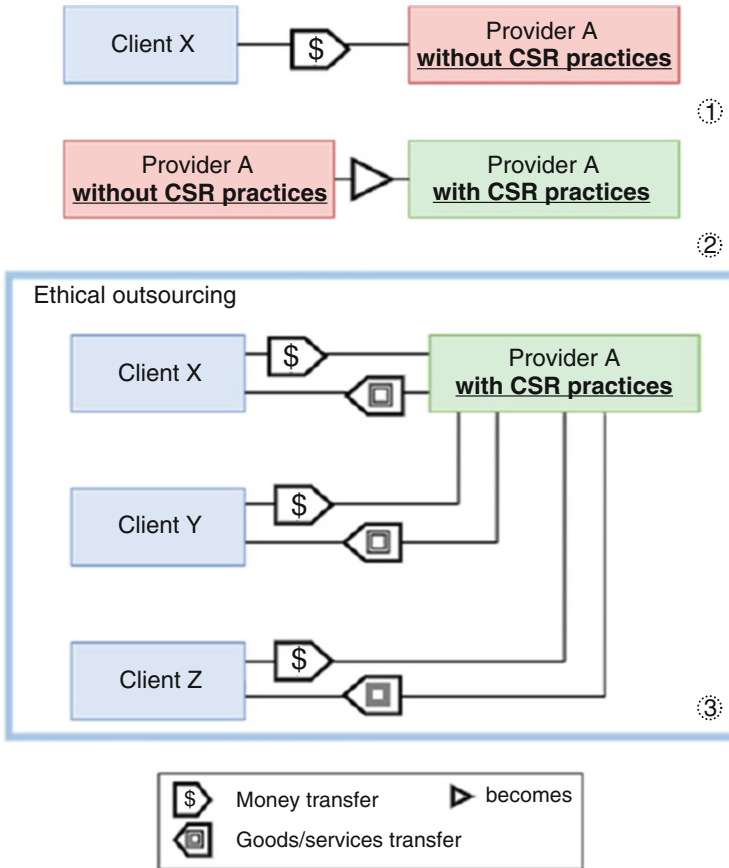 Client X
$
Provider A
without CSR practices
1
Provider A
without CSR practices
Provider A
with CSR practices
2
Ethical outsourcing
Client X
$
Provider A
with CSR practices
Client Y
$
Client Z
$
3
$ Money transfer
becomes
Goods/services transfer